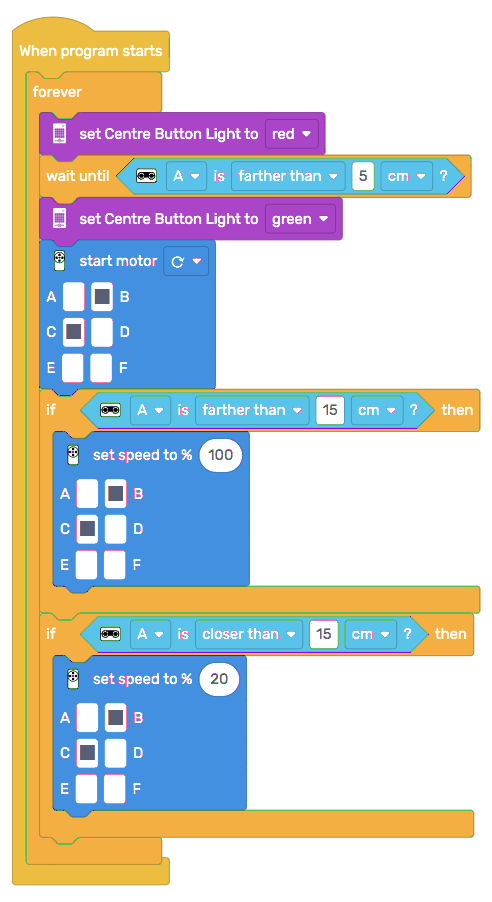 When program starts
forever
set Centre Button Light to red
wait until A is farther than 5 cm ?
set Centre Button Light to green
start motor
A B
C D
E F
if A is farther than 15 cm ? then
set speed to % 100
A B
C D
E F
if A is closer than 15 cm ? then
set speed to % 20
A B
C D
E F